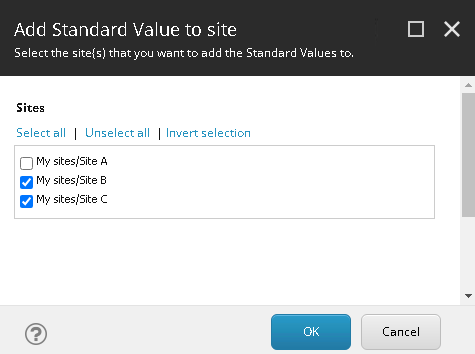 Add Standard Value to site
Select the site(s) that you want to add the Standard Values to.
Sites
Select all | Unselect all | Invert selection
My sites/Site A
My sites/Site B
My sites/Site C
?
OK Cancel